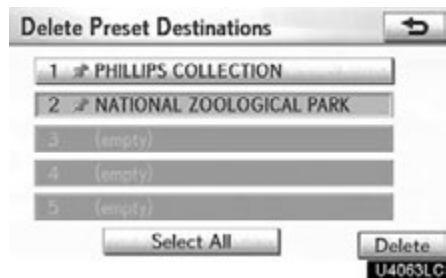 Delete Preset Destinations
1 PHILLIPS COLLECTION
2 NATIONAL ZOOLOGICAL PARK
3 (empty)
4 (empty)
5 (empty)
Select All
Delete
U4063LC